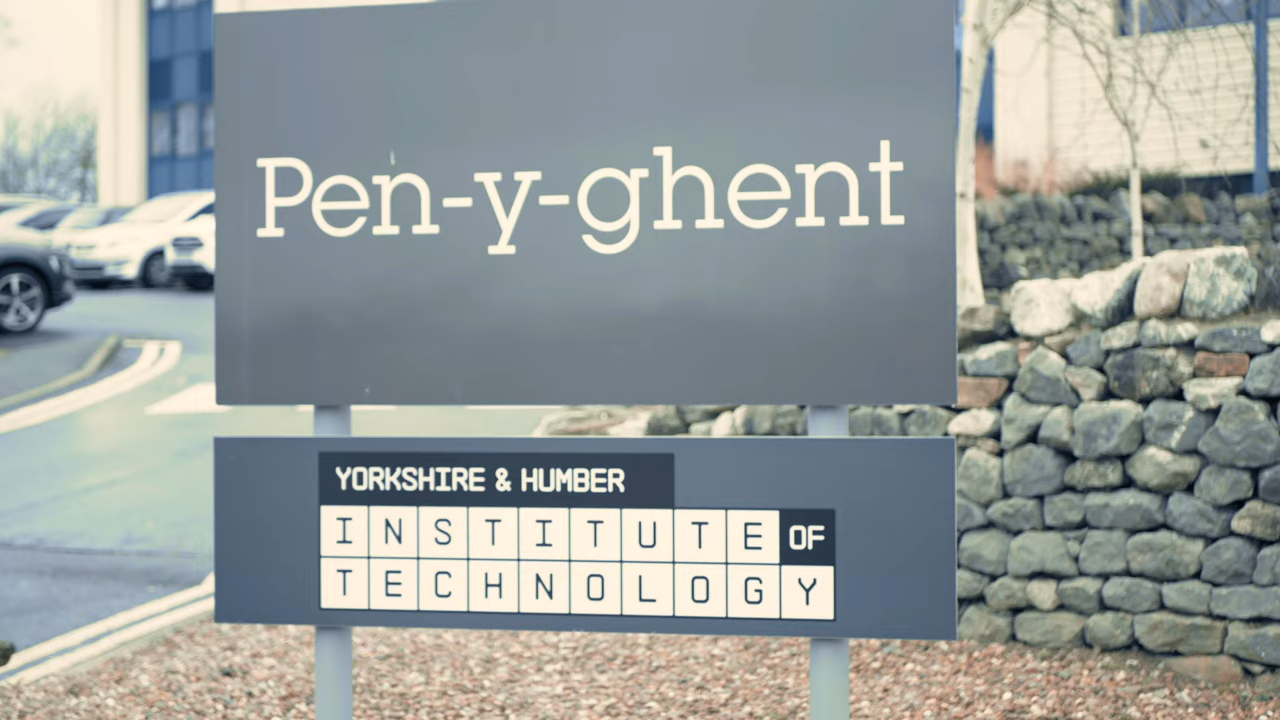 Pen-y-ghent
YORKSHIRE & HUMBER
INSTITUTE OF
TECHNOLOGY